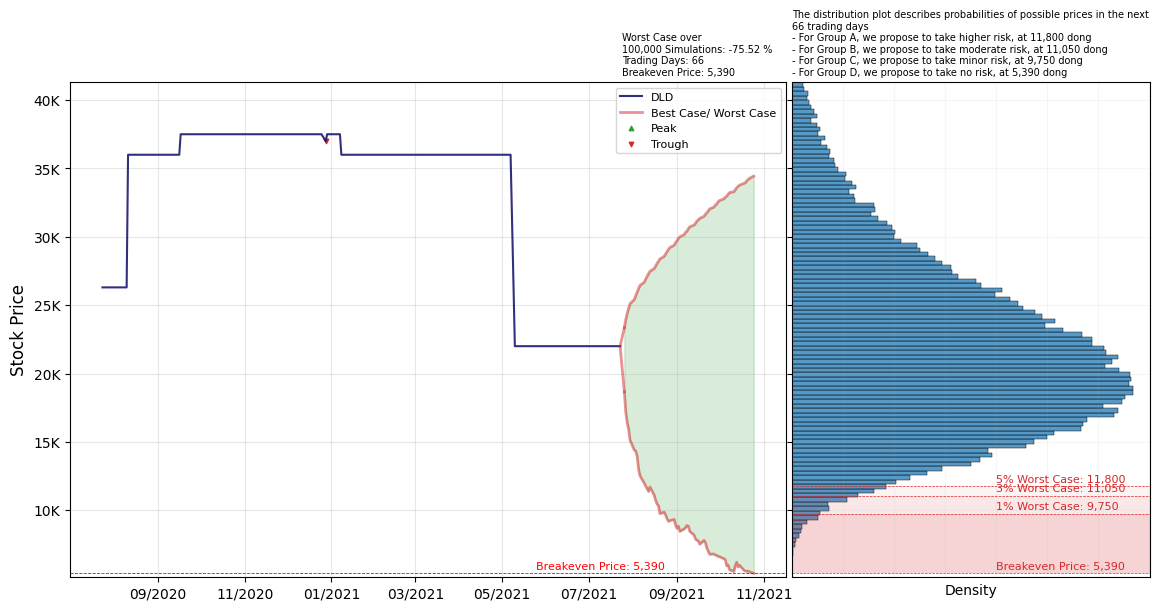 The distribution plot describes probabilities of possible prices in the next
66 trading days
- For Group A, we propose to take higher risk, at 11,800 dong
- For Group B, we propose to take moderate risk, at 11,050 dong
- For Group C, we propose to take minor risk, at 9,750 dong
- For Group D, we propose to take no risk, at 5,390 dong
Worst Case over
100,000 Simulations: -75.52 %
Trading Days: 66
Breakeven Price: 5,390
DLD
Best Case/ Worst Case
Peak
Trough
Stock Price
40K
35K
30K
25K
20K
15K
10K
Breakeven Price: 5,390
09/2020
11/2020
01/2021
03/2021
05/2021
07/2021
09/2021
11/2021
5% Worst Case: 11,800
3% Worst Case: 11,050
1% Worst Case: 9,750
Breakeven Price: 5,390
Density